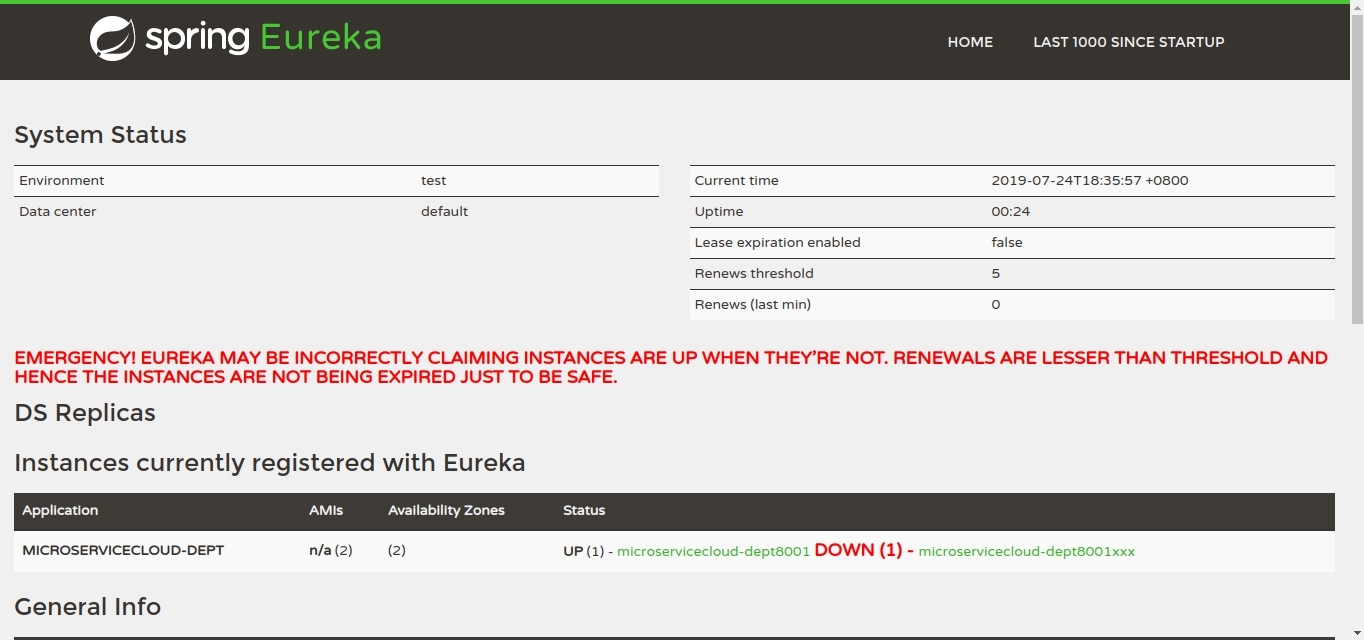 spring Eureka
HOME LAST 1000 SINCE STARTUP
System Status
Environment test
Data center default
Current time 2019-07-24T18:35:57 +0800
Uptime 00:24
Lease expiration enabled false
Renews threshold 5
Renews (last min) 0
EMERGENCY! EUREKA MAY BE INCORRECTLY CLAIMING INSTANCES ARE UP WHEN THEY'RE NOT. RENEWALS ARE LESSER THAN THRESHOLD AND
HENCE THE INSTANCES ARE NOT BEING EXPIRED JUST TO BE SAFE.
DS Replicas
Instances currently registered with Eureka
Application AMIs Availability Zones Status
MICROSERVICECLOUD-DEPT n/a (2) (2) UP (1) - microservicecloud-dept8001 DOWN (1) - microservicecloud-dept8001xxx
General Info